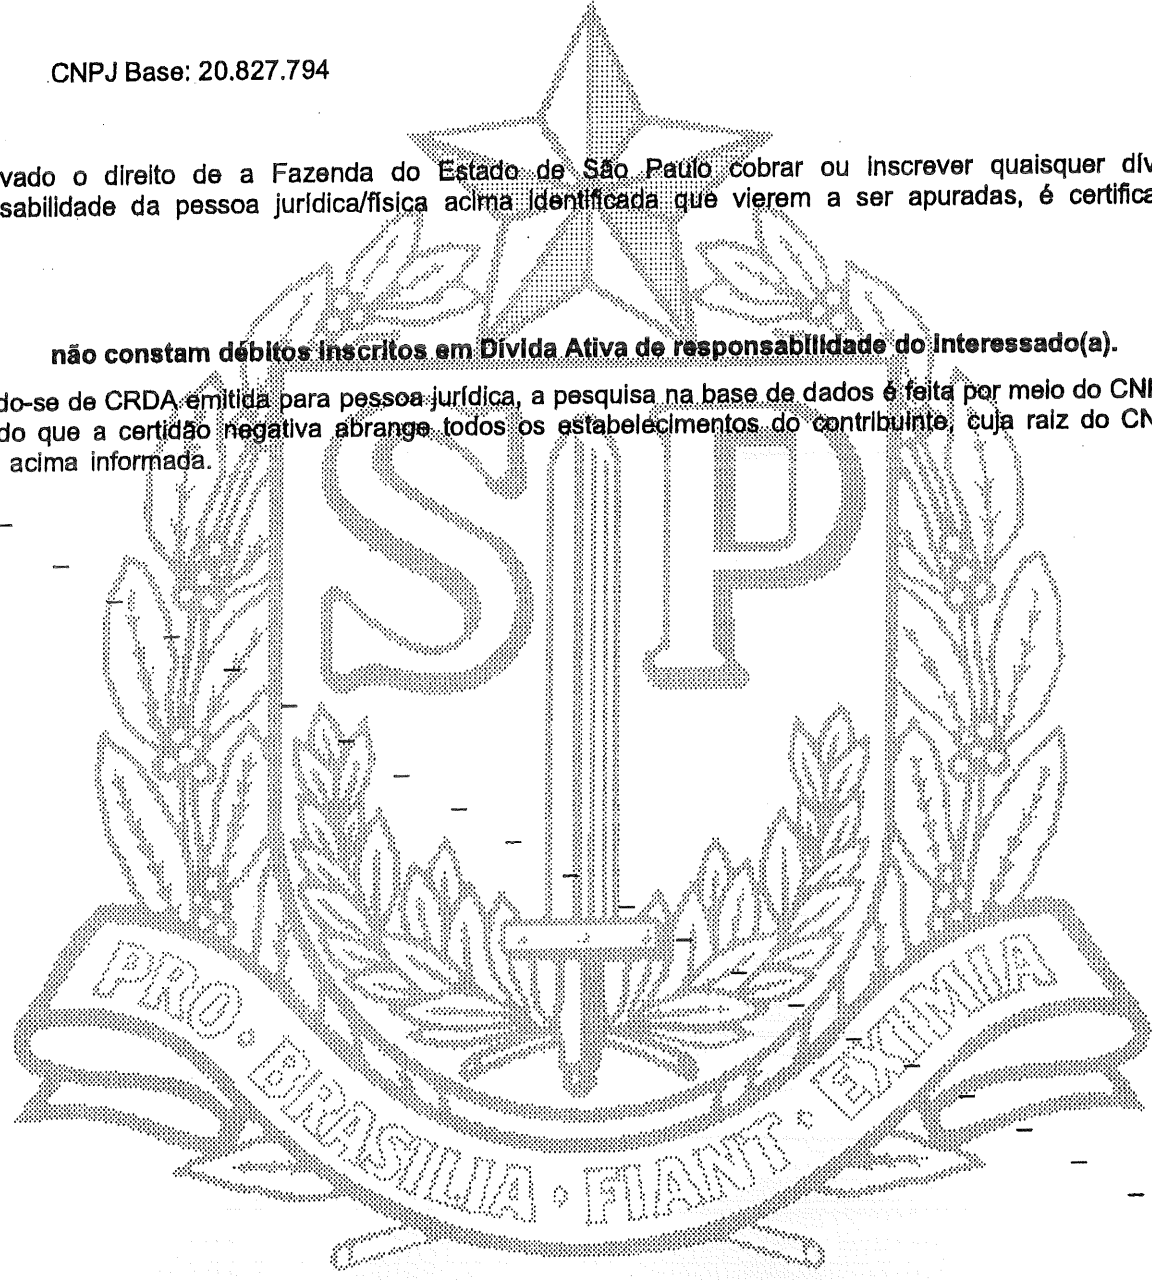 CNPJ Base: 20.827.794
vado o direito de a Fazenda do Estado de São Paulo cobrar ou inscrever quaisquer dív
sabilidade da pessoa jurídica/física acima identificada que vierem a ser apuradas, é certifica
não constam débitos inscritos em Dívida Ativa de responsabilidade do Interessado(a).
do-se de CRDA emitida para pessoa jurídica, a pesquisa na base de dados é feita por meio do CN
do que a certidão negativa abrange todos os estabelecimentos do contribuinte, cuja raiz do CN
acima informada.
SP
PRO · BRASILIA · FIANT · EXIMIA